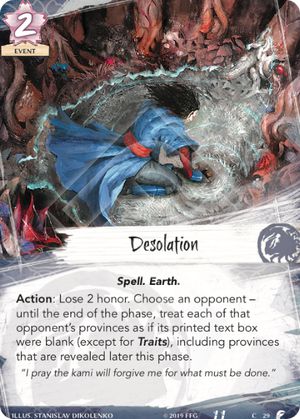 2
EVENT
Desolation
Spell. Earth.
Action: Lose 2 honor. Choose an opponent –
until the end of the phase, treat each of that
opponent's provinces as if its printed text box
were blank (except for Traits), including provinces
that are revealed later this phase.
"I pray the kami will forgive me for what must be done."
ILLUS. STANISLAV DIKOLENKO © 2019 FFG 11 C 29